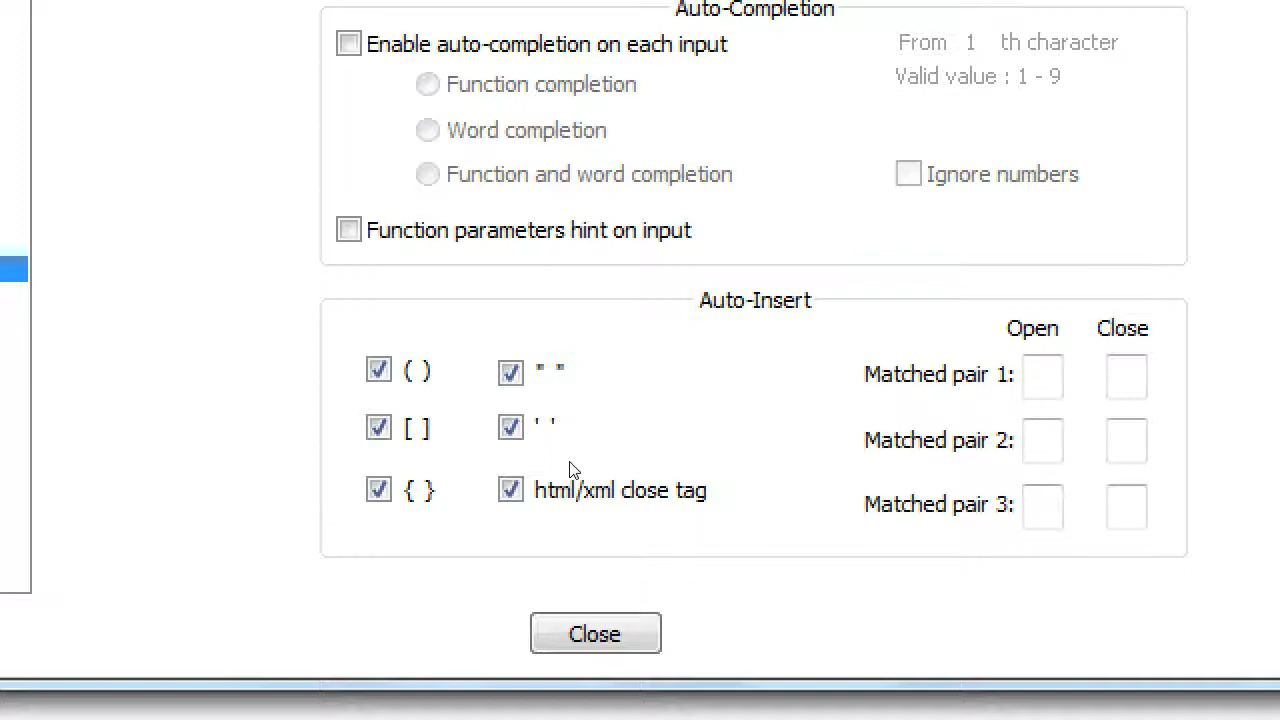 Auto-Completion
Enable auto-completion on each input
From 1 th character
Function completion
Valid value : 1 - 9
Word completion
Function and word completion
Ignore numbers
Function parameters hint on input
Auto-Insert
Open Close
( ) " " Matched pair 1:
[ ] ' ' Matched pair 2:
{ } html/xml close tag Matched pair 3:
Close